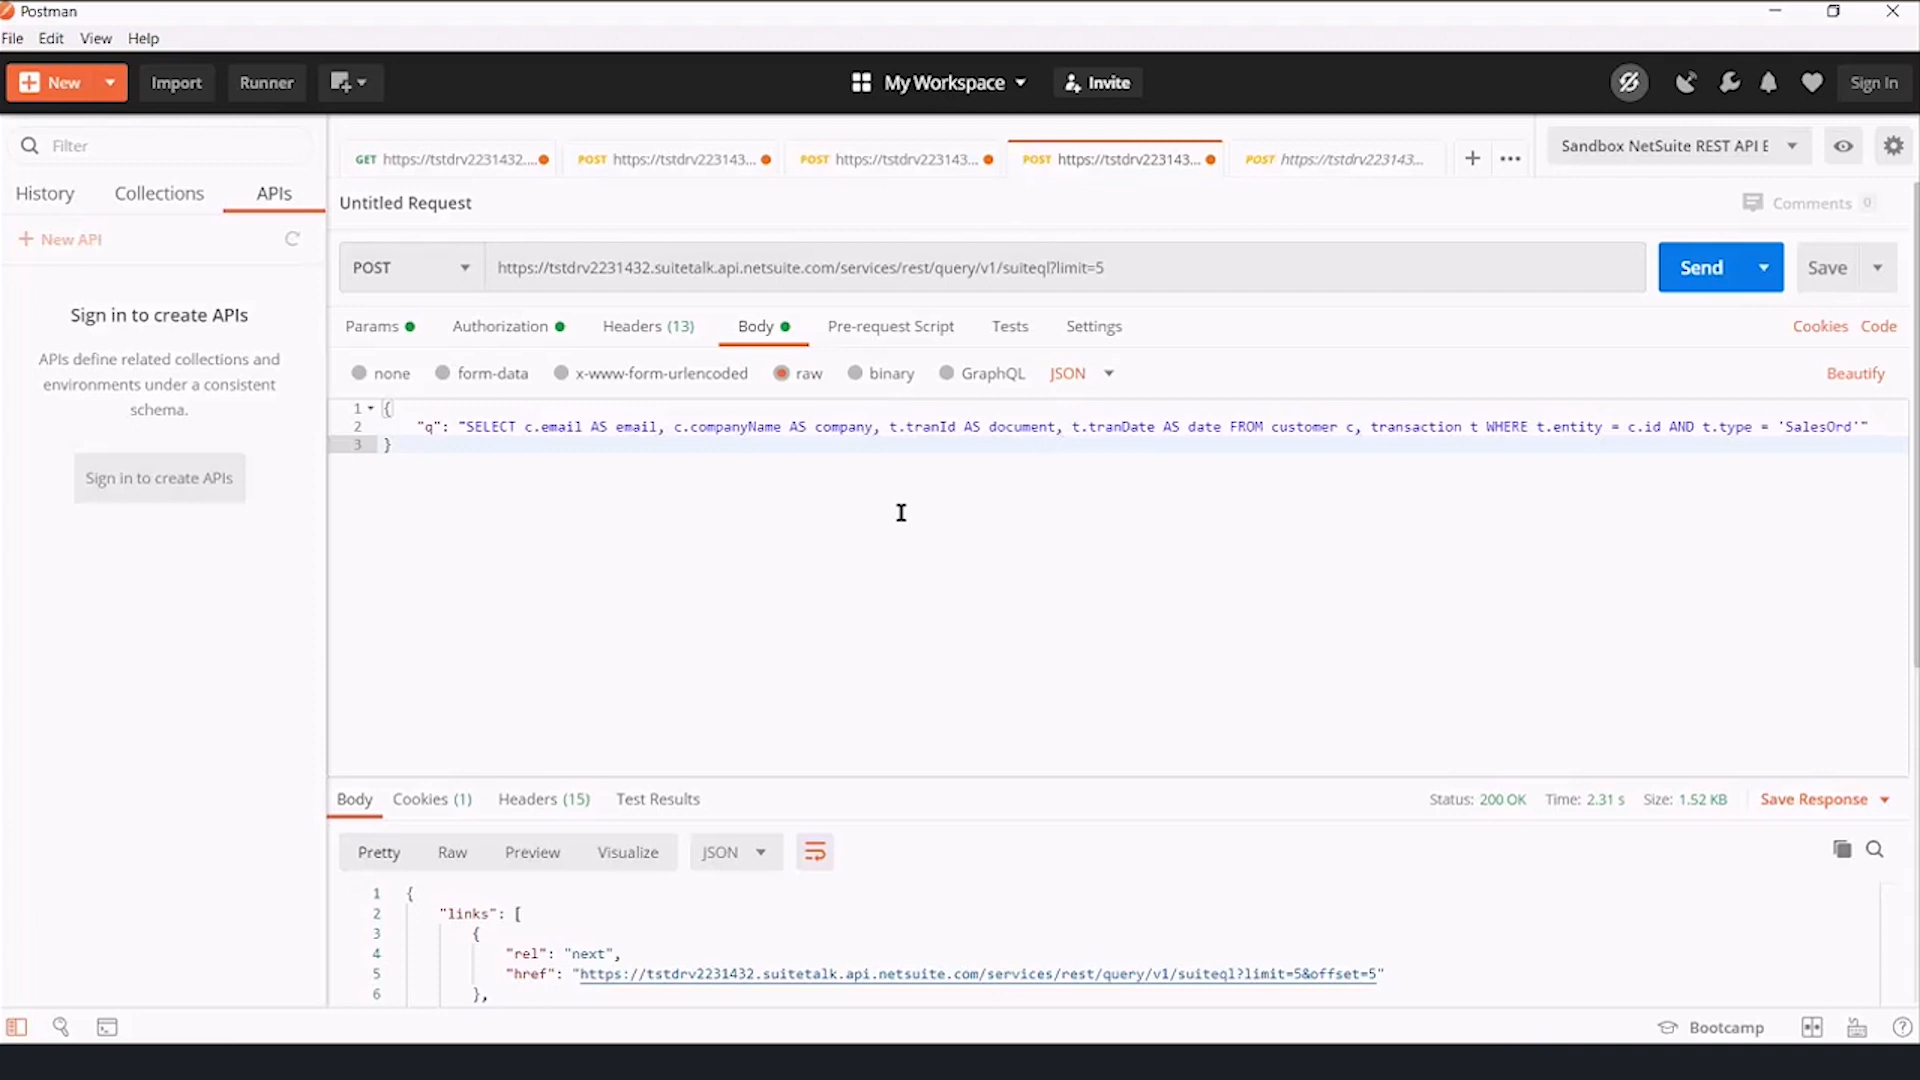 Postman
File Edit View Help
New Import Runner My Workspace Invite Sign In
Filter
History Collections APIs
New API
Sign in to create APIs
APIs define related collections and
environments under a consistent
schema.
Sign in to create APIs
GET https://tstdrv2231432.... POST https://tstdrv223143... POST https://tstdrv223143... POST https://tstdrv223143... POST https://tstdrv223143...
Sandbox NetSuite REST API E
Untitled Request
Comments 0
POST https://tstdrv2231432.suitetalk.api.netsuite.com/services/rest/query/v1/suiteql?limit=5 Send Save
Params Authorization Headers (13) Body Pre-request Script Tests Settings Cookies Code
none form-data x-www-form-urlencoded raw binary GraphQL JSON Beautify
1 {
2 "q": "SELECT c.email AS email, c.companyName AS company, t.tranId AS document, t.tranDate AS date FROM customer c, transaction t WHERE t.entity = c.id AND t.type = 'SalesOrd'"
3 }
Body Cookies (1) Headers (15) Test Results Status: 200 OK Time: 2.31 s Size: 1.52 KB Save Response
Pretty Raw Preview Visualize JSON
1 {
2 "links": [
3 {
4 "rel": "next",
5 "href": "https://tstdrv2231432.suitetalk.api.netsuite.com/services/rest/query/v1/suiteql?limit=5&offset=5"
6 },
Bootcamp